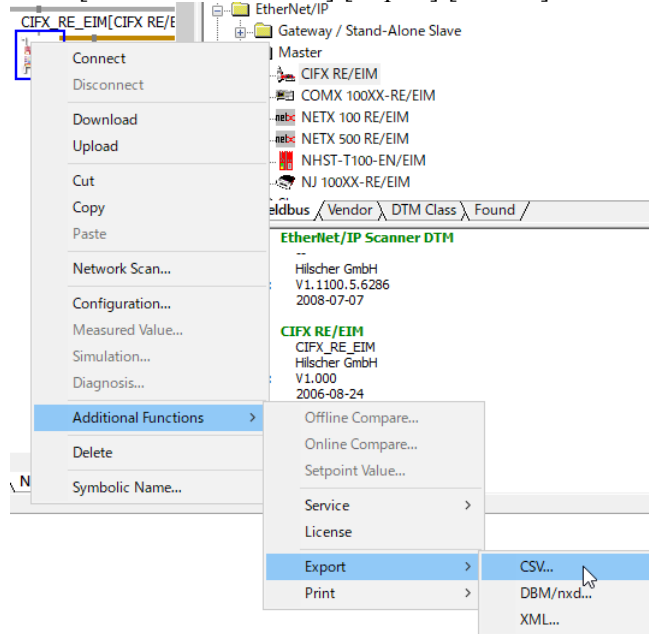 CIFX_RE_EIM[CIFX RE/E
EtherNet/IP
Gateway / Stand-Alone Slave
Master
CIFX RE/EIM
COMX 100XX-RE/EIM
NETX 100 RE/EIM
NETX 500 RE/EIM
NHST-T100-EN/EIM
NJ 100XX-RE/EIM
eldbus
Vendor
DTM Class
Found
EtherNet/IP Scanner DTM
--
Hilscher GmbH
V1.1100.5.6286
2008-07-07
CIFX RE/EIM
CIFX_RE_EIM
Hilscher GmbH
V1.000
2006-08-24
Connect
Disconnect
Download
Upload
Cut
Copy
Paste
Network Scan...
Configuration...
Measured Value...
Simulation...
Diagnosis...
Additional Functions
Delete
Symbolic Name...
Offline Compare...
Online Compare...
Setpoint Value...
Service
License
Export
Print
CSV...
DBM/nxd...
XML...